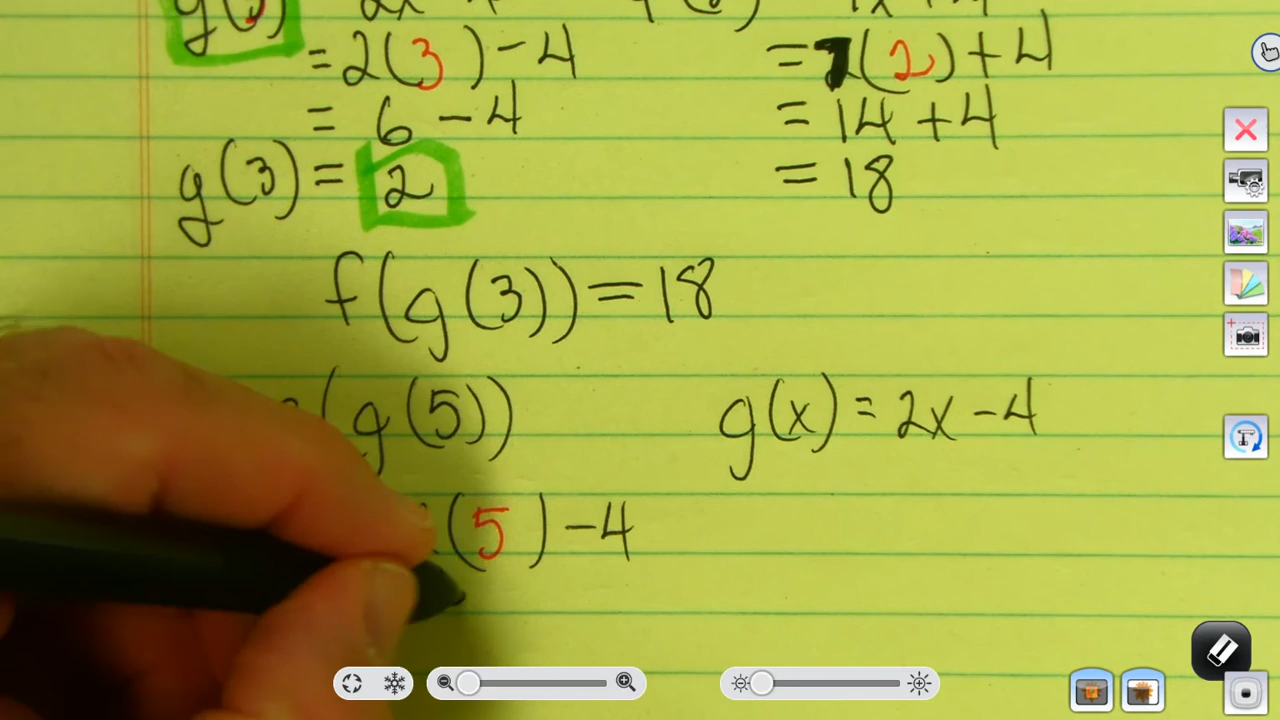 = 2(3) - 4
= 7(2) + 4
= 6 - 4
= 14 + 4
g(3) = 2
= 18
f(g(3)) = 18
(g(5))
g(x) = 2x - 4
(5) - 4